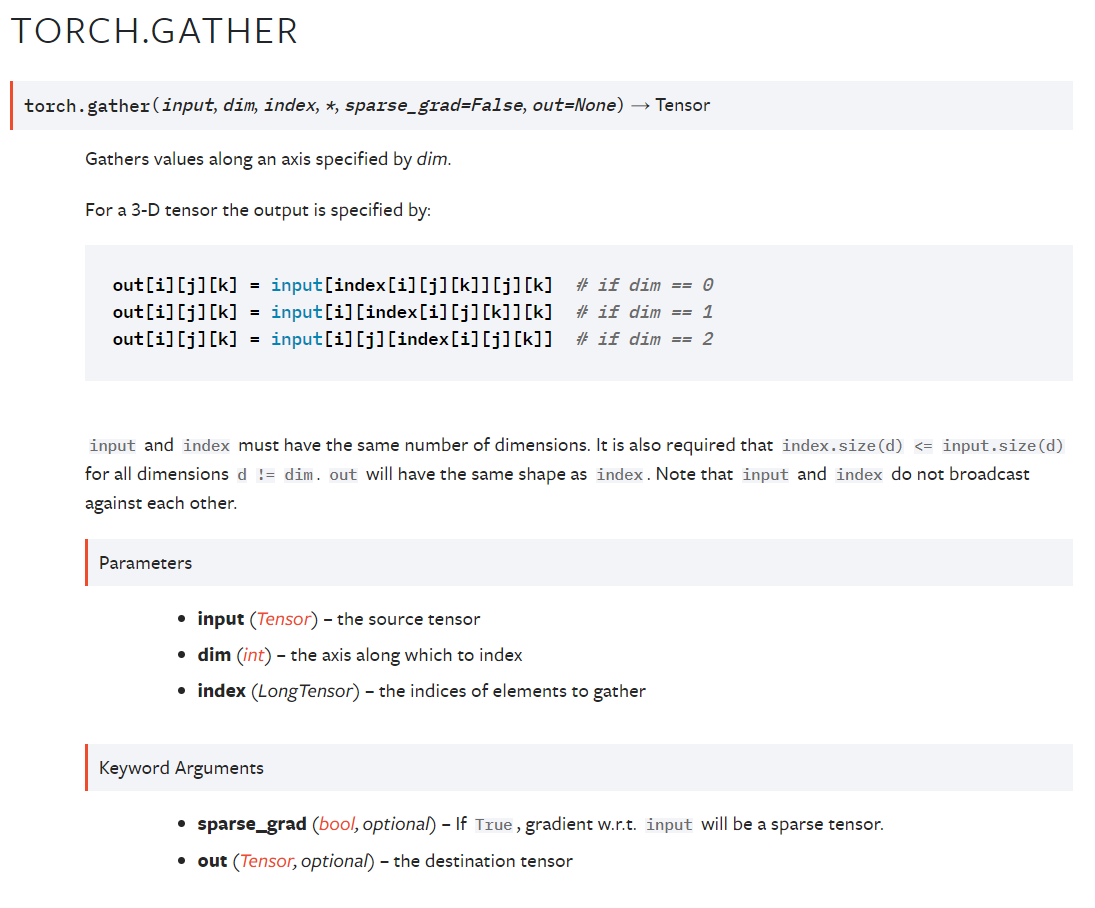 TORCH.GATHER
torch.gather(input, dim, index, *, sparse_grad=False, out=None) → Tensor
Gathers values along an axis specified by dim.
For a 3-D tensor the output is specified by:
out[i][j][k] = input[index[i][j][k]][j][k]  # if dim == 0
out[i][j][k] = input[i][index[i][j][k]][k]  # if dim == 1
out[i][j][k] = input[i][j][index[i][j][k]]  # if dim == 2
input and index must have the same number of dimensions. It is also required that index.size(d) <= input.size(d)
for all dimensions d != dim. out will have the same shape as index. Note that input and index do not broadcast
against each other.
Parameters
• input (Tensor) – the source tensor
• dim (int) – the axis along which to index
• index (LongTensor) – the indices of elements to gather
Keyword Arguments
• sparse_grad (bool, optional) – If True, gradient w.r.t. input will be a sparse tensor.
• out (Tensor, optional) – the destination tensor